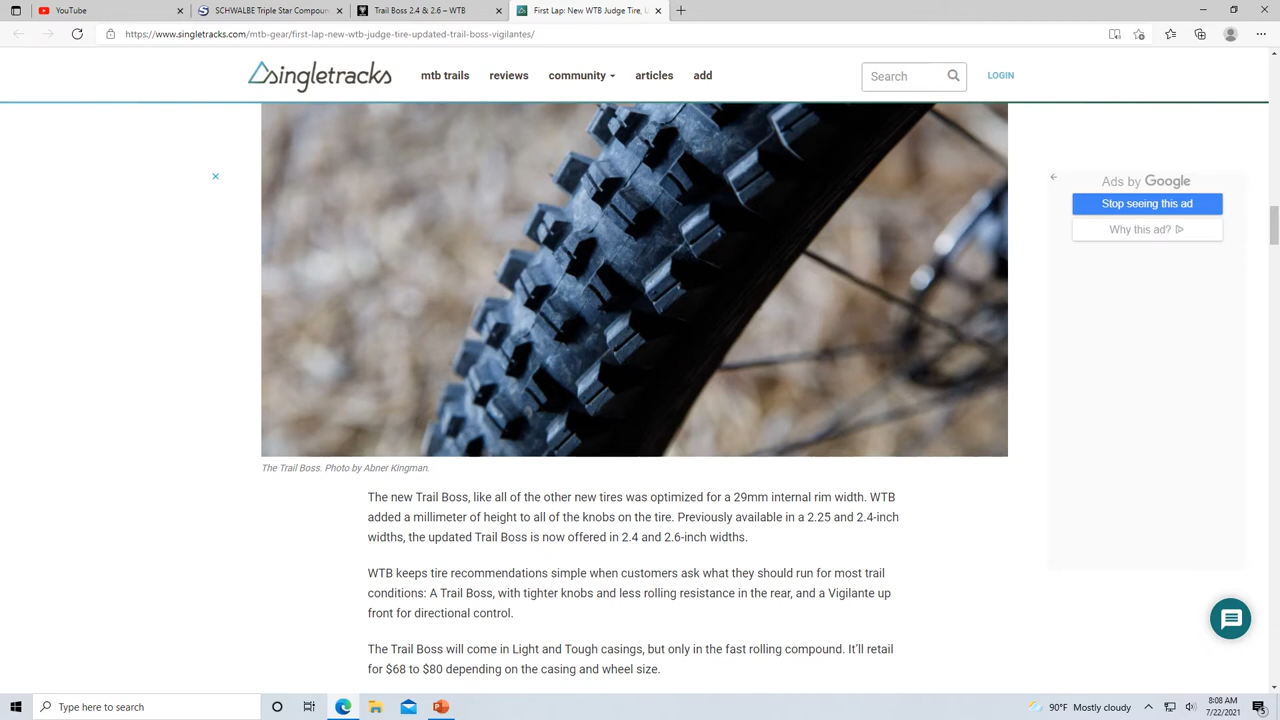 YouTube
SCHWALBE Triple Star Compoun
Trail Boss 2.4 & 2.6 – WTB
First Lap: New WTB Judge Tire, U
https://www.singletracks.com/mtb-gear/first-lap-new-wtb-judge-tire-updated-trail-boss-vigilantes/
singletracks
mtb trails
reviews
community
articles
add
Search
LOGIN
Ads by Google
Stop seeing this ad
Why this ad?
The Trail Boss. Photo by Abner Kingman.
The new Trail Boss, like all of the other new tires was optimized for a 29mm internal rim width. WTB
added a millimeter of height to all of the knobs on the tire. Previously available in a 2.25 and 2.4-inch
widths, the updated Trail Boss is now offered in 2.4 and 2.6-inch widths.
WTB keeps tire recommendations simple when customers ask what they should run for most trail
conditions: A Trail Boss, with tighter knobs and less rolling resistance in the rear, and a Vigilante up
front for directional control.
The Trail Boss will come in Light and Tough casings, but only in the fast rolling compound. It'll retail
for $68 to $80 depending on the casing and wheel size.
Type here to search
90°F Mostly cloudy
8:08 AM
7/22/2021
5